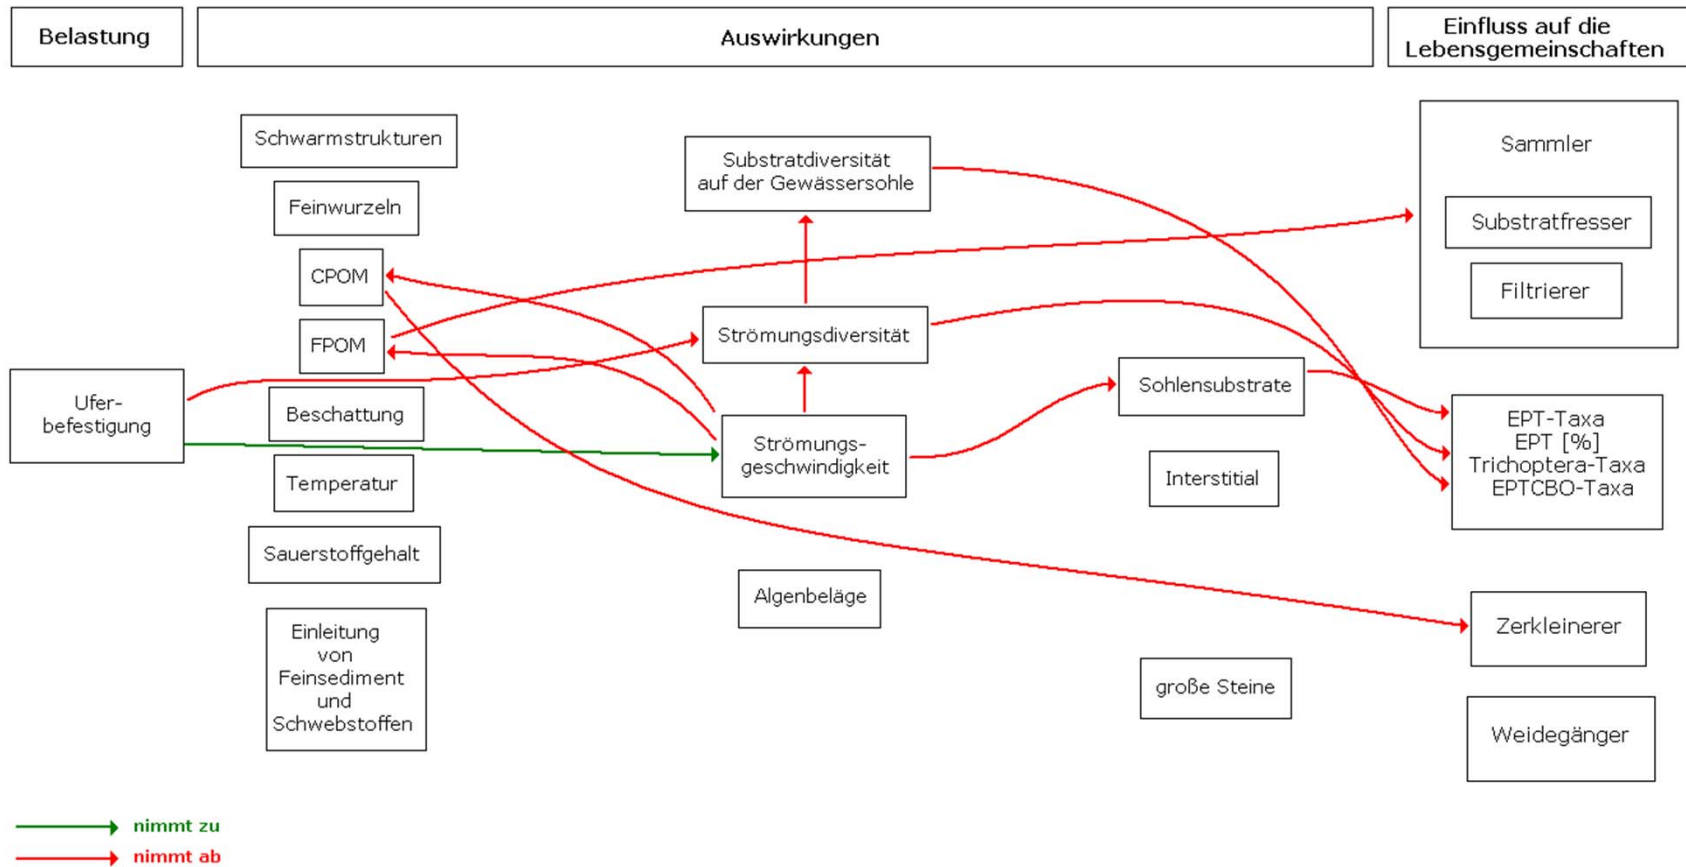 Belastung
Auswirkungen
Einfluss auf die
Lebensgemeinschaften
Schwarmstrukturen
Feinwurzeln
CPOM
FPOM
Ufer-
befestigung
Beschattung
Temperatur
Sauerstoffgehalt
Einleitung
von
Feinsediment
und
Schwebstoffen
Substratdiversität
auf der Gewässersohle
Strömungsdiversität
Strömungs-
geschwindigkeit
Algenbeläge
Sohlensubstrate
Interstitial
große Steine
Sammler
Substratfresser
Filtrierer
EPT-Taxa
EPT [%]
Trichoptera-Taxa
EPTCBO-Taxa
Zerkleinerer
Weidegänger
nimmt zu
nimmt ab